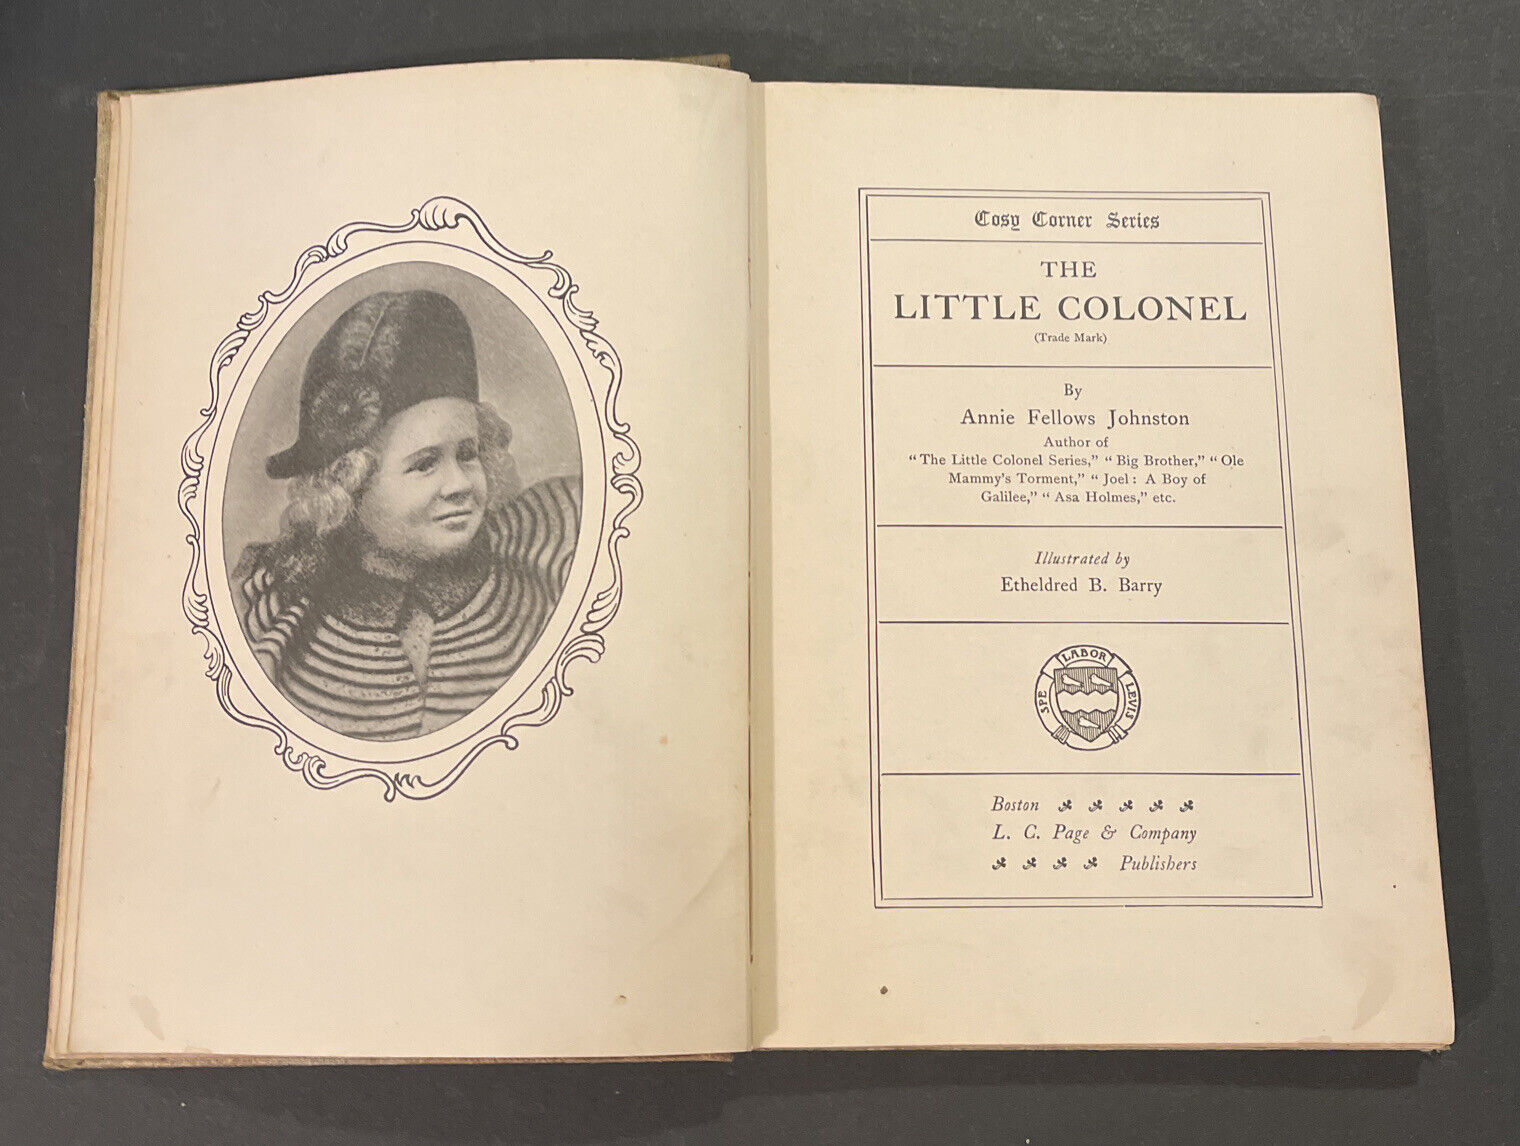 Cosy Corner Series
THE
LITTLE COLONEL
(Trade Mark)
By
Annie Fellows Johnston
Author of
“The Little Colonel Series,” “Big Brother,” “Ole
Mammy's Torment,” “Joel: A Boy of
Galilee,” “Asa Holmes,” etc.
Illustrated by
Etheldred B. Barry
SPE LABOR LEVIS
Boston
L. C. Page & Company
Publishers